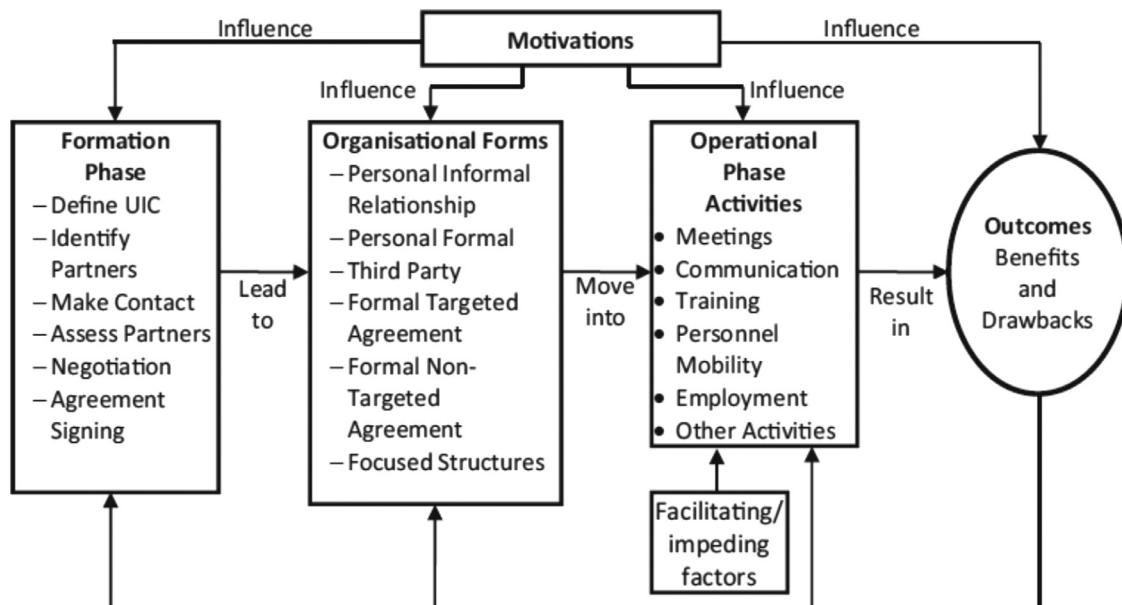 Motivations
Influence
Influence
Influence
Influence
Formation
Phase
– Define UIC
– Identify
Partners
– Make Contact
– Assess Partners
– Negotiation
– Agreement
Signing
Lead
to
Organisational Forms
– Personal Informal
Relationship
– Personal Formal
– Third Party
– Formal Targeted
Agreement
– Formal Non-
Targeted
Agreement
– Focused Structures
Move
into
Operational
Phase
Activities
• Meetings
• Communication
• Training
• Personnel
Mobility
• Employment
• Other Activities
Result
in
Outcomes
Benefits
and
Drawbacks
Facilitating/
impeding
factors